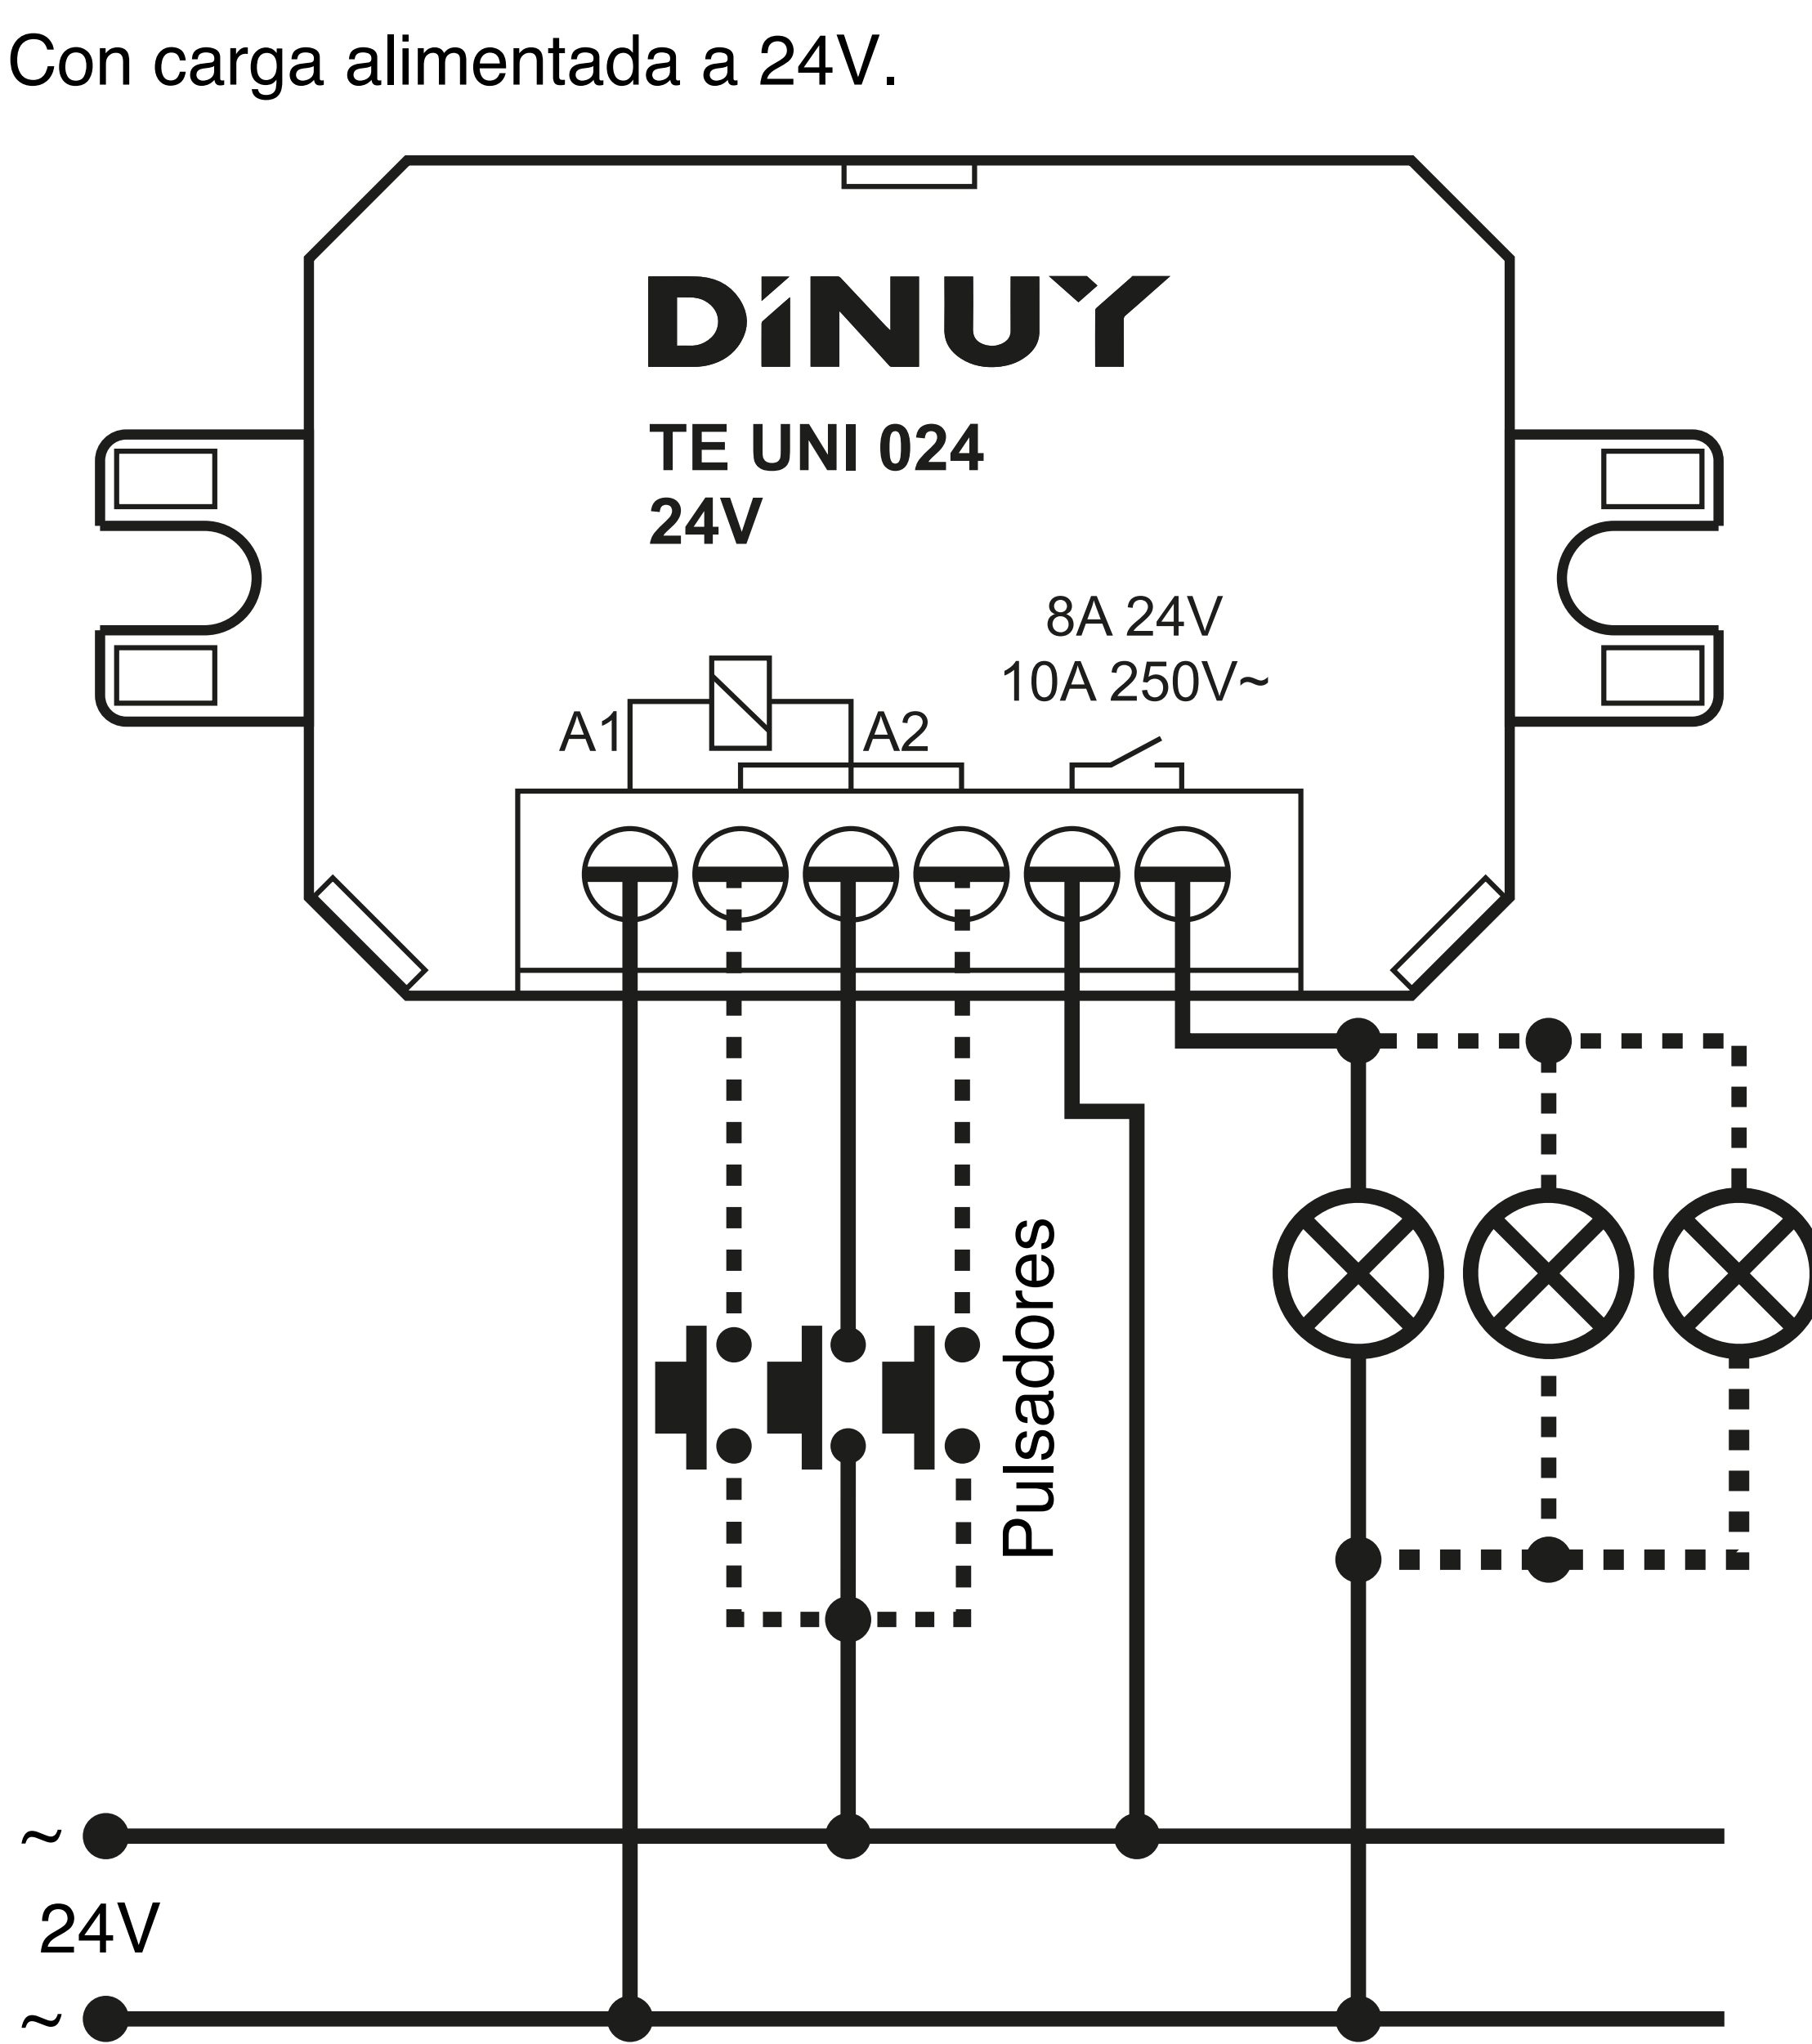 Con carga alimentada a 24V.
DiNUY
TE UNI 024
24V
8A 24V
10A 250V~
A1
A2
Pulsadores
~
24V
~